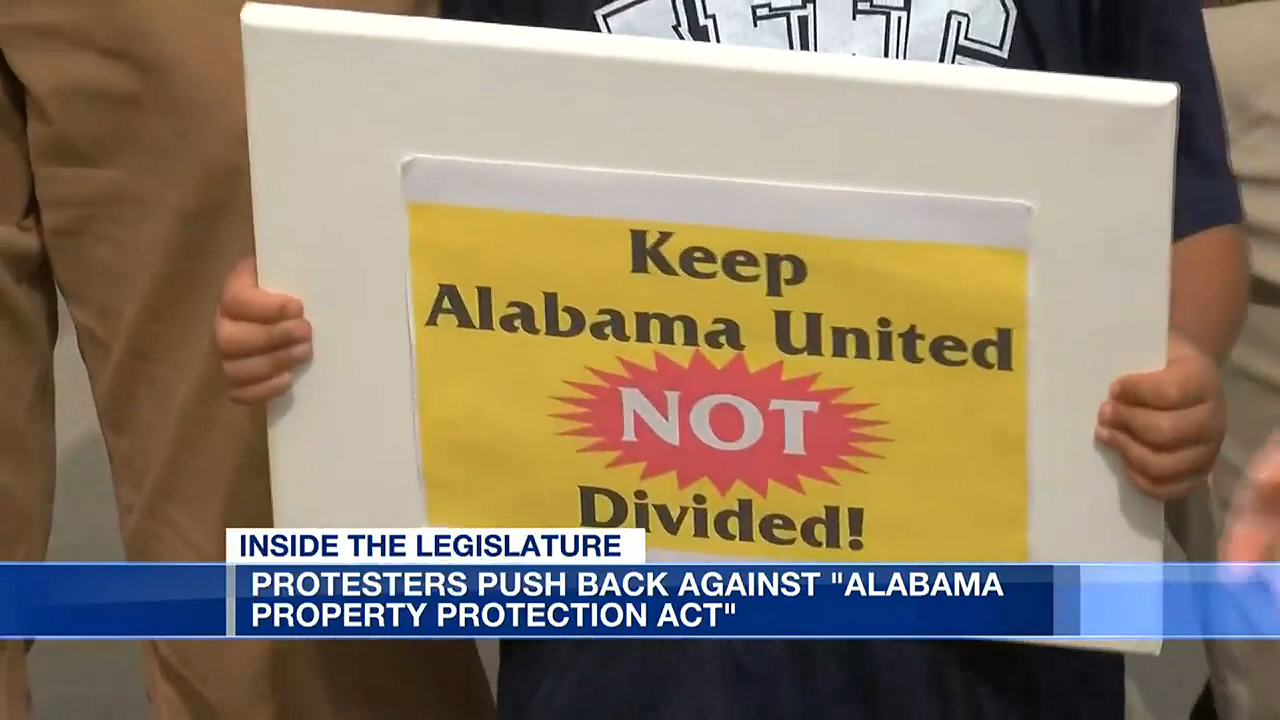 Keep
Alabama United
NOT
Divided!
INSIDE THE LEGISLATURE
PROTESTERS PUSH BACK AGAINST "ALABAMA
PROPERTY PROTECTION ACT"